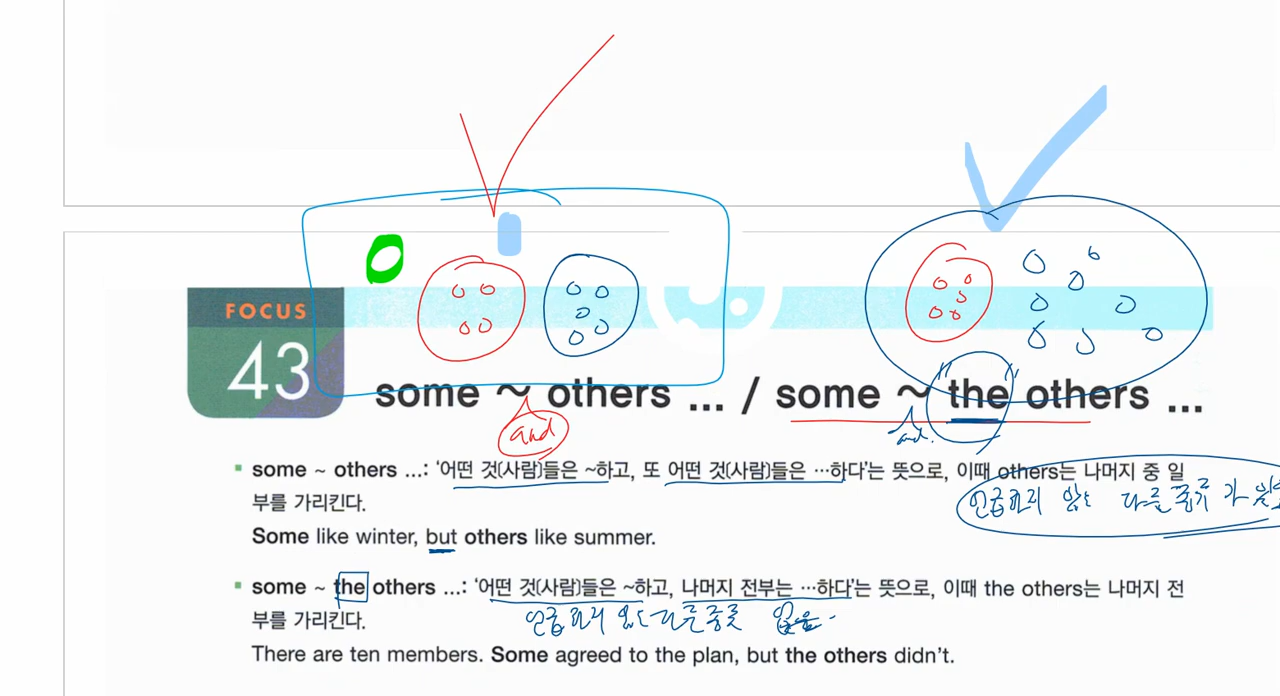 FOCUS
43
some ~ others ... / some ~ the others ...
and
and.
some ~ others ...: ‘어떤 것(사람)들은 ~하고, 또 어떤 것(사람)들은 …하다’는 뜻으로, 이때 others는 나머지 중 일
부를 가리킨다.
언급되지 않는 다른 종류가
Some like winter, but others like summer.
some ~ the others ...: ‘어떤 것(사람)들은 ~하고, 나머지 전부는 …하다’는 뜻으로, 이때 the others는 나머지 전
부를 가리킨다.
언급되지 않는 다른 종류
There are ten members. Some agreed to the plan, but the others didn’t.